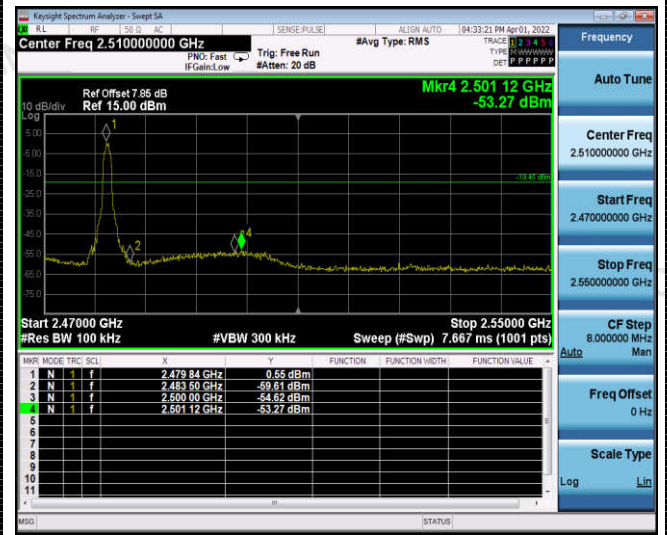 Keysight Spectrum Analyzer - Swept SA
RL RF 50 Ω AC SENSE:PULSE ALIGN AUTO 04:33:21 PM Apr 01, 2022
Center Freq 2.510000000 GHz
PNO: Fast
IFGain:Low
Trig: Free Run
#Atten: 20 dB
#Avg Type: RMS
TRACE 1 2 3 4 5 6
TYPE M W W W W W
DET P P P P P P
Mkr4 2.501 12 GHz
-53.27 dBm
Ref Offset 7.85 dB
Ref 15.00 dBm
10 dB/div
Log
5.00
-5.00
-15.0
-25.0
-35.0
-45.0
-55.0
-65.0
-75.0
1
2
4
-19.45 dBm
Start 2.47000 GHz
#Res BW 100 kHz
#VBW 300 kHz
Stop 2.55000 GHz
Sweep (#Swp) 7.667 ms (1001 pts)
MKR MODE TRC SCL X Y FUNCTION FUNCTION WIDTH FUNCTION VALUE
1 N 1 f 2.479 84 GHz 0.55 dBm
2 N 1 f 2.483 50 GHz -59.61 dBm
3 N 1 f 2.500 00 GHz -54.62 dBm
4 N 1 f 2.501 12 GHz -53.27 dBm
5
6
7
8
9
10
11
MSG
STATUS
Frequency
Auto Tune
Center Freq
2.510000000 GHz
Start Freq
2.470000000 GHz
Stop Freq
2.550000000 GHz
CF Step
8.000000 MHz
Auto Man
Freq Offset
0 Hz
Scale Type
Log Lin